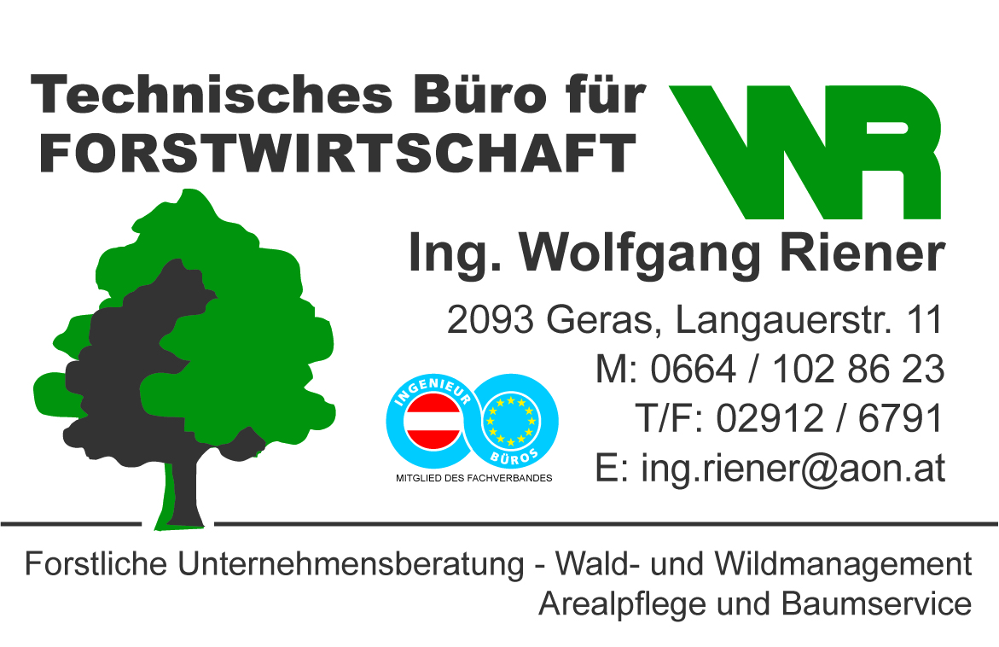 Technisches Büro für
FORSTWIRTSCHAFT
WR
Ing. Wolfgang Riener
2093 Geras, Langauerstr. 11
M: 0664 / 102 86 23
T/F: 02912 / 6791
E: ing.riener@aon.at
INGENIEUR
BÜROS
MITGLIED DES FACHVERBANDES
Forstliche Unternehmensberatung - Wald- und Wildmanagement
Arealpflege und Baumservice